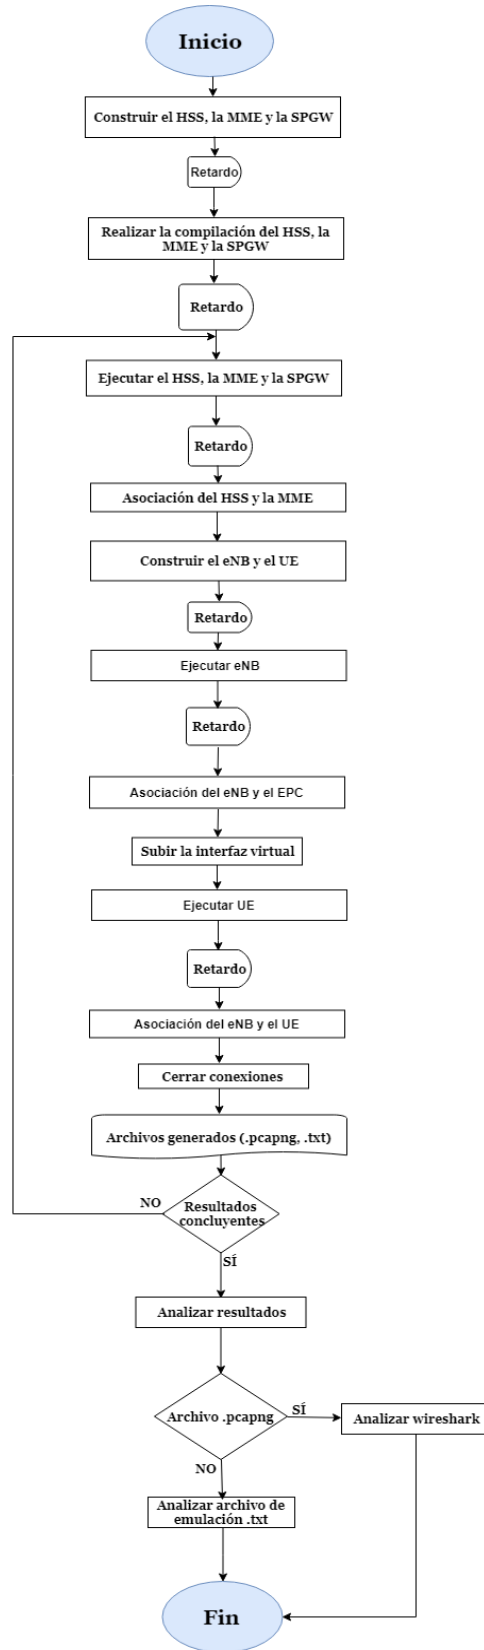 Inicio
Construir el HSS, la MME y la SPGW
Retardo
Realizar la compilación del HSS, la
MME y la SPGW
Retardo
Ejecutar el HSS, la MME y la SPGW
Retardo
Asociación del HSS y la MME
Construir el eNB y el UE
Retardo
Ejecutar eNB
Retardo
Asociación del eNB y el EPC
Subir la interfaz virtual
Ejecutar UE
Retardo
Asociación del eNB y el UE
Cerrar conexiones
Archivos generados (.pcapng, .txt)
NO
Resultados
concluyentes
SÍ
Analizar resultados
Archivo .pcapng
SÍ
Analizar wireshark
NO
Analizar archivo de
emulación .txt
Fin